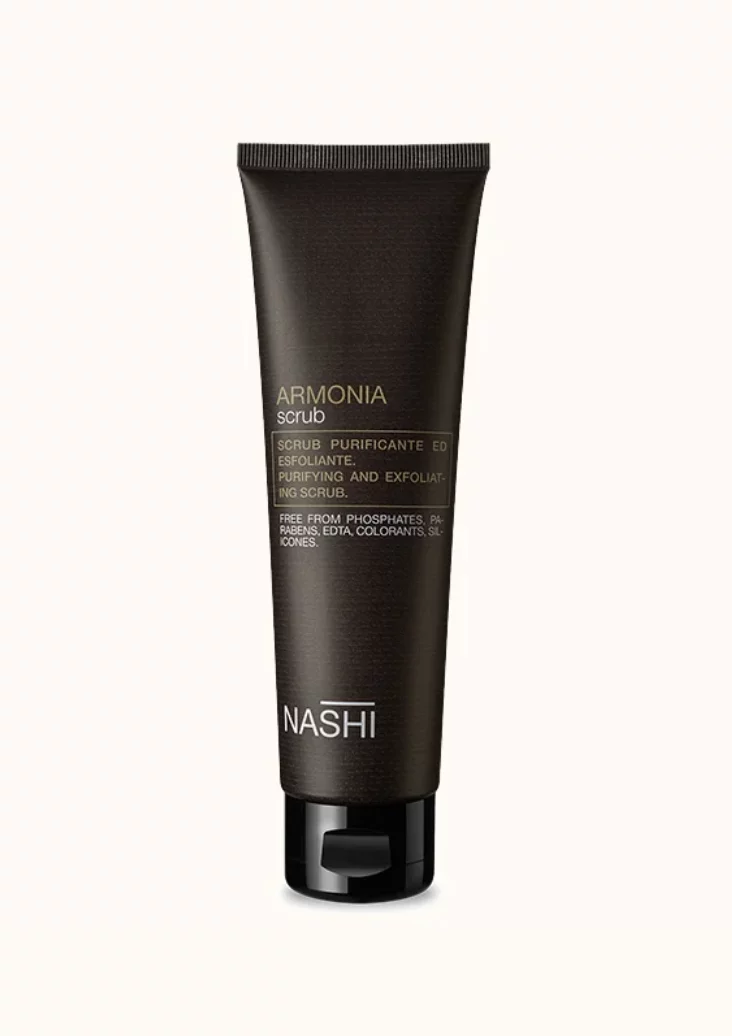 ARMONIA
scrub
SCRUB PURIFICANTE ED
ESFOLIANTE.
PURIFYING AND EXFOLIAT-
ING SCRUB.
FREE FROM PHOSPHATES, PA-
RABENS, EDTA, COLORANTS, SIL-
ICONES.
NASHI